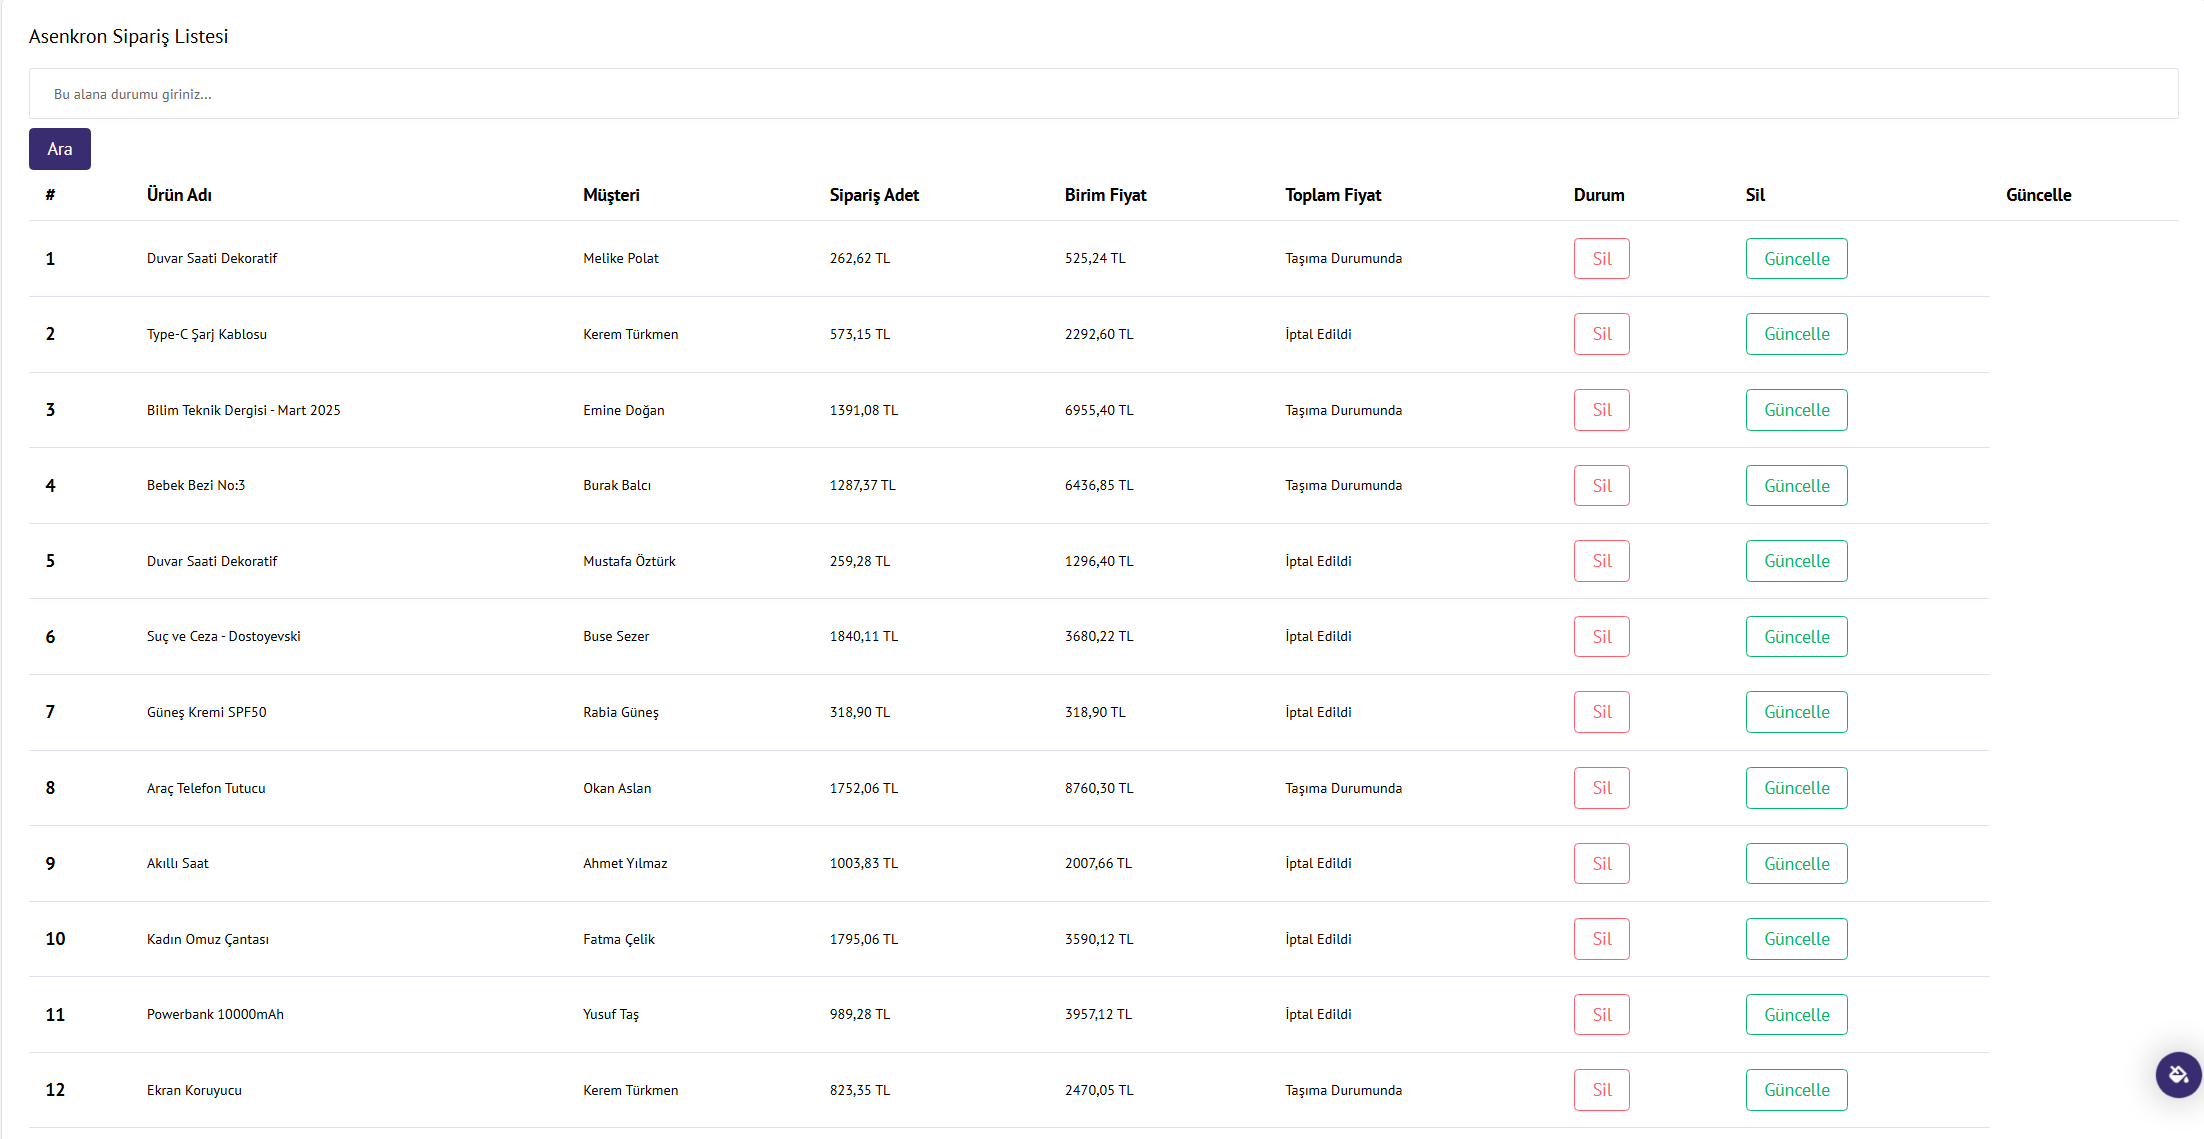 Asenkron Sipariş Listesi
Bu alana durumu giriniz...
Ara
# Ürün Adı Müşteri Sipariş Adet Birim Fiyat Toplam Fiyat Durum Sil Güncelle
1 Duvar Saati Dekoratif Melike Polat 262,62 TL 525,24 TL Taşıma Durumunda Sil Güncelle
2 Type-C Şarj Kablosu Kerem Türkmen 573,15 TL 2292,60 TL İptal Edildi Sil Güncelle
3 Bilim Teknik Dergisi - Mart 2025 Emine Doğan 1391,08 TL 6955,40 TL Taşıma Durumunda Sil Güncelle
4 Bebek Bezi No:3 Burak Balcı 1287,37 TL 6436,85 TL Taşıma Durumunda Sil Güncelle
5 Duvar Saati Dekoratif Mustafa Öztürk 259,28 TL 1296,40 TL İptal Edildi Sil Güncelle
6 Suç ve Ceza - Dostoyevski Buse Sezer 1840,11 TL 3680,22 TL İptal Edildi Sil Güncelle
7 Güneş Kremi SPF50 Rabia Güneş 318,90 TL 318,90 TL İptal Edildi Sil Güncelle
8 Araç Telefon Tutucu Okan Aslan 1752,06 TL 8760,30 TL Taşıma Durumunda Sil Güncelle
9 Akıllı Saat Ahmet Yılmaz 1003,83 TL 2007,66 TL İptal Edildi Sil Güncelle
10 Kadın Omuz Çantası Fatma Çelik 1795,06 TL 3590,12 TL İptal Edildi Sil Güncelle
11 Powerbank 10000mAh Yusuf Taş 989,28 TL 3957,12 TL İptal Edildi Sil Güncelle
12 Ekran Koruyucu Kerem Türkmen 823,35 TL 2470,05 TL Taşıma Durumunda Sil Güncelle